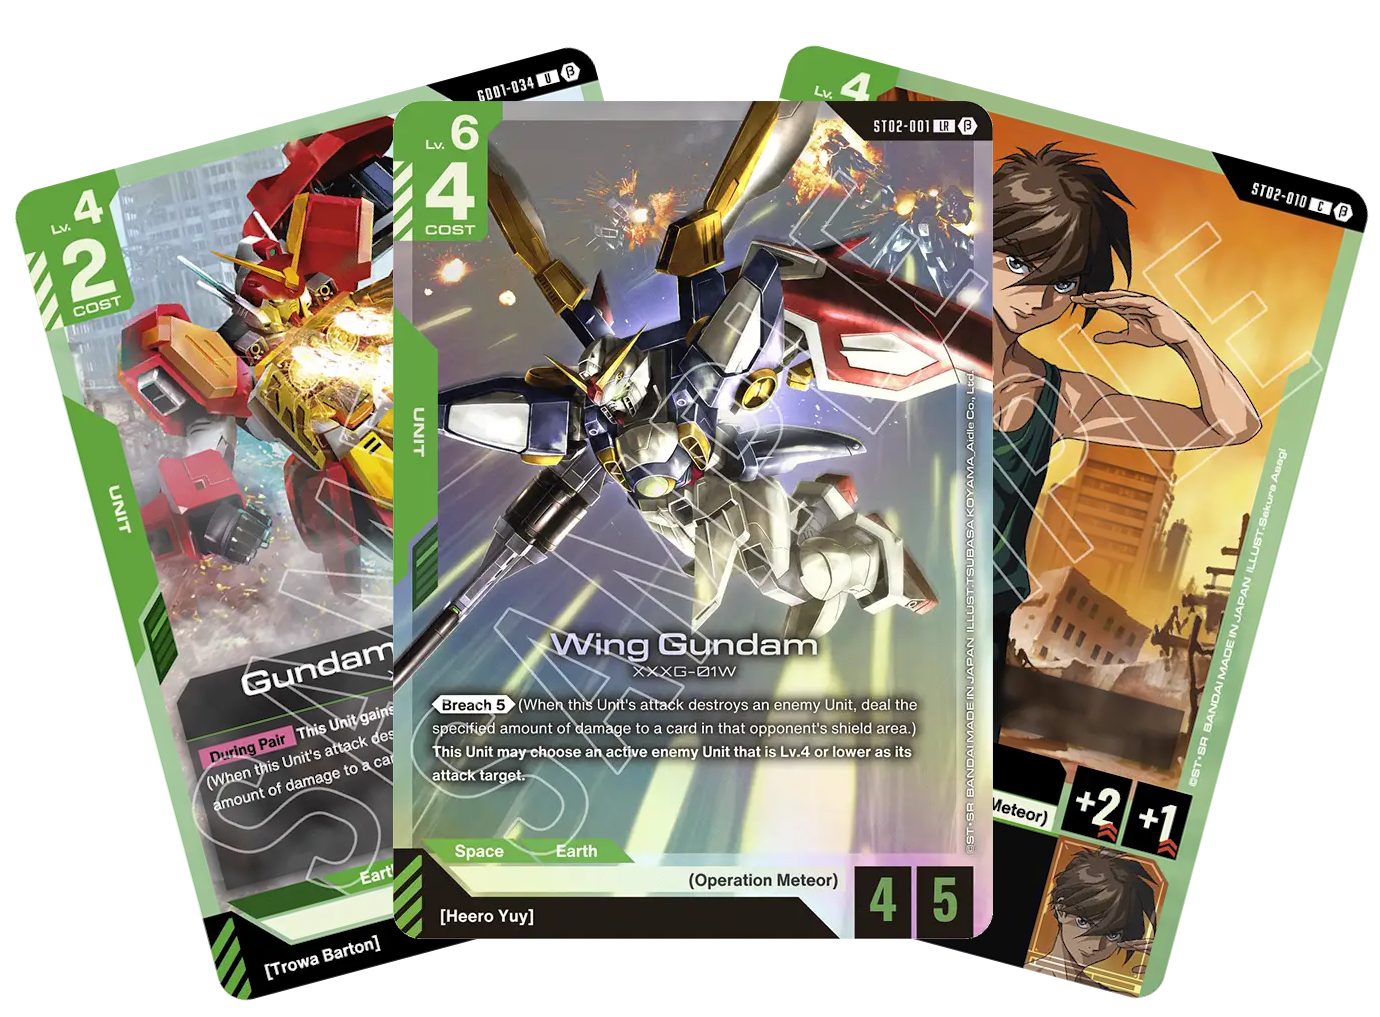 GD01-034 U β
Lv. 4
2
COST
UNIT
Gundam
During Pair This Unit gains
(When this Unit's attack des
amount of damage to a car
Earth
[Trowa Barton]
SAMPLE
ST02-001 LR β
Lv. 6
4
COST
UNIT
Wing Gundam
XXXG-01W
Breach 5 (When this Unit's attack destroys an enemy Unit, deal the
specified amount of damage to a card in that opponent's shield area.)
This Unit may choose an active enemy Unit that is Lv.4 or lower as its
attack target.
Space Earth
(Operation Meteor)
[Heero Yuy]
4 5
©ST·SR BANDAI MADE IN JAPAN ILLUST.TSUBASA KOYAMA, Aidle Co., Ltd.
SAMPLE
Lv. 4
ST02-010 C β
Meteor)
+2 +1
©ST·SR BANDAI MADE IN JAPAN ILLUST.Sakura Asagi